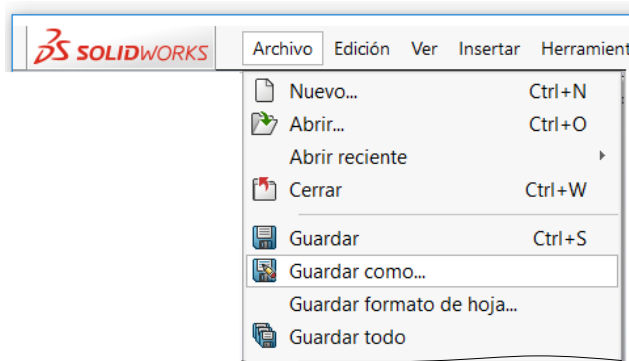 SOLIDWORKS Archivo Edición Ver Insertar
Nuevo... Ctrl+N
Abrir... Ctrl+O
Abrir reciente
Cerrar Ctrl+W
Guardar Ctrl+S
Guardar como...
Guardar formato de hoja...
Guardar todo